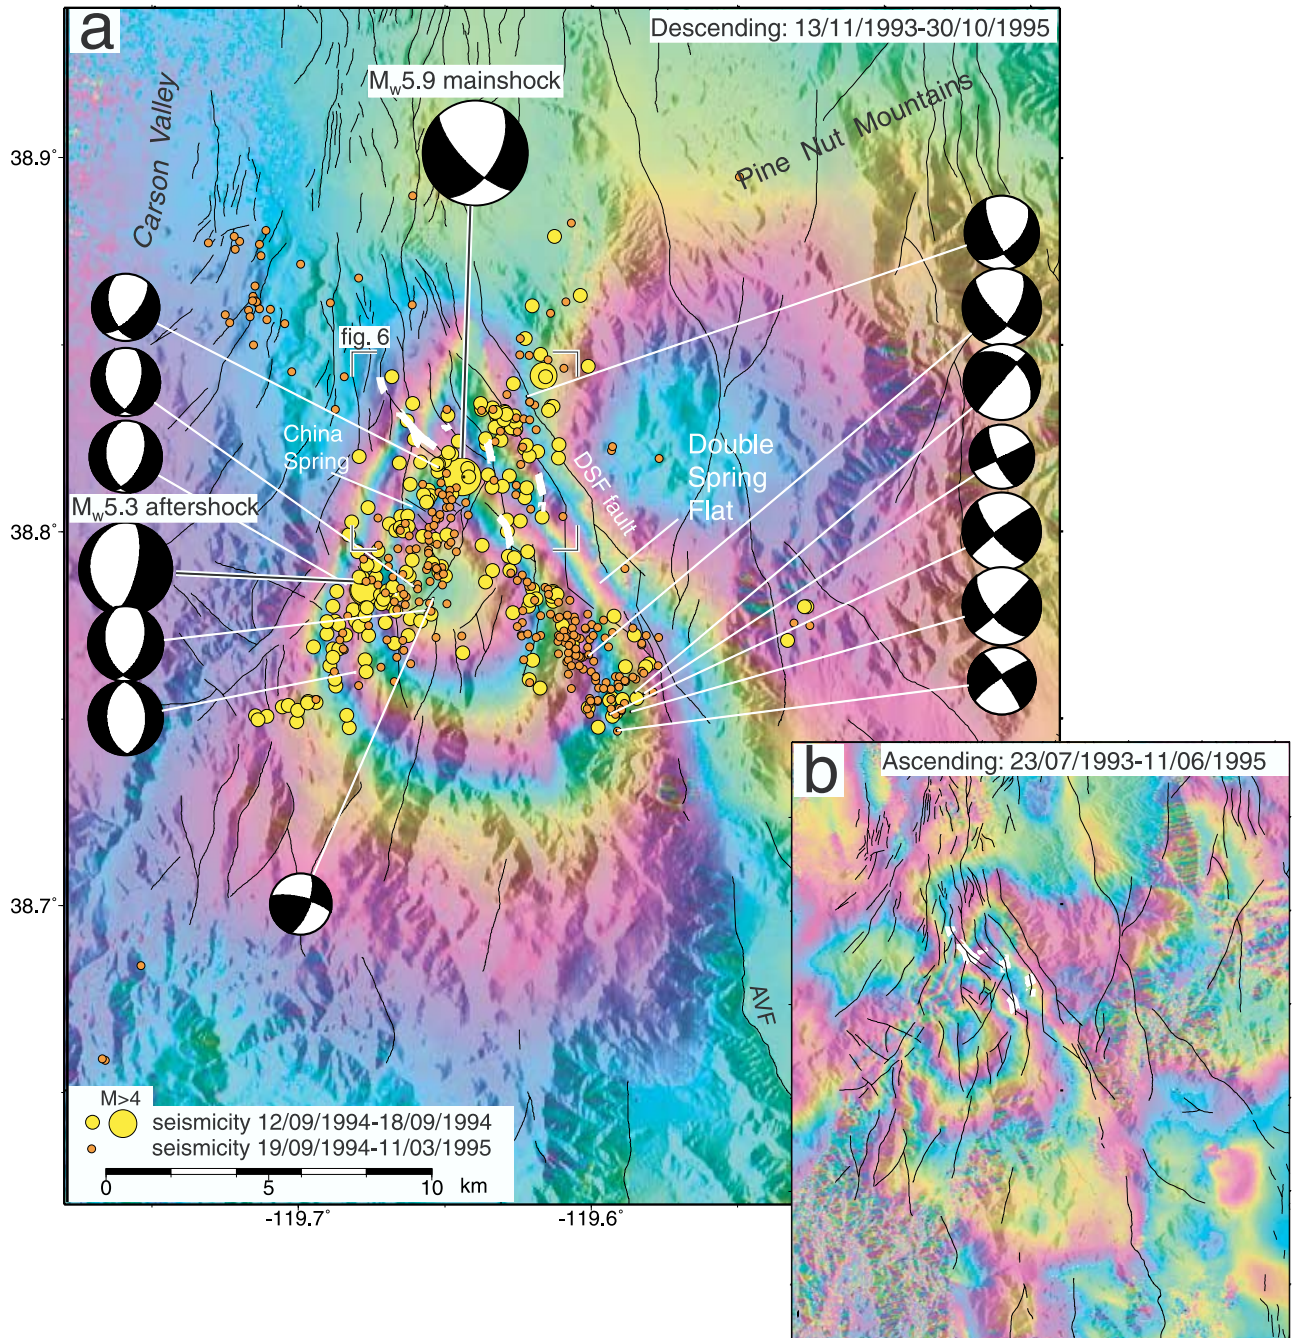 a
Descending: 13/11/1993-30/10/1995
Carson Valley
Mw5.9 mainshock
Pine Nut Mountains
38.9°
fig. 6
China
Spring
DSF fault
Double
Spring
Flat
Mw5.3 aftershock
38.8°
b
Ascending: 23/07/1993-11/06/1995
38.7°
AVF
M>4
seismicity 12/09/1994-18/09/1994
seismicity 19/09/1994-11/03/1995
0 5 10 km
-119.7° -119.6°